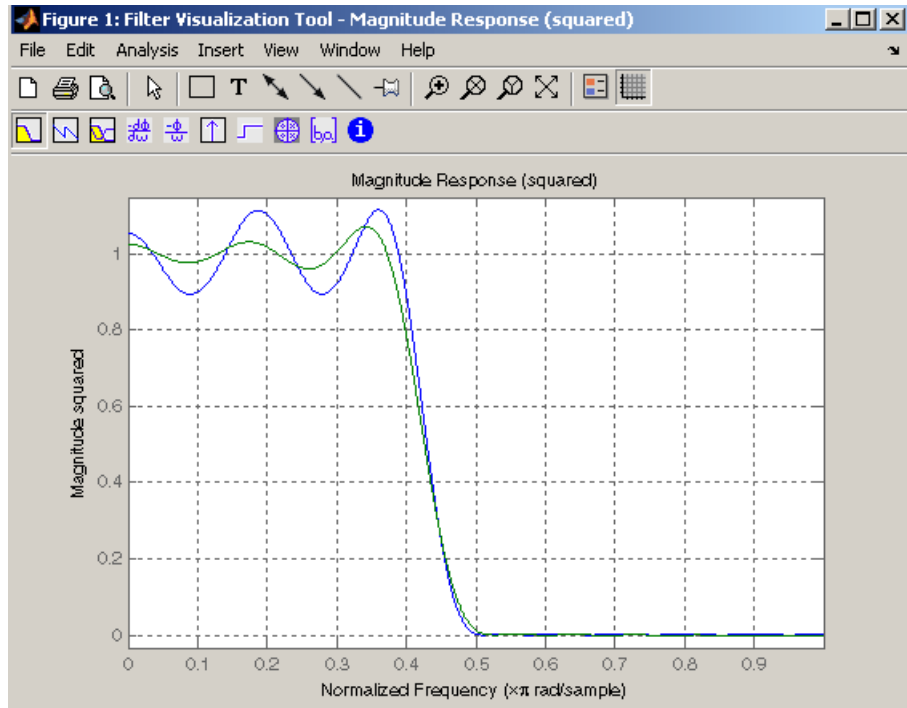 Figure 1: Filter Visualization Tool - Magnitude Response (squared)
File Edit Analysis Insert View Window Help
T
[b,a] i
Magnitude Response (squared)
Magnitude squared
1
0.8
0.6
0.4
0.2
0
0 0.1 0.2 0.3 0.4 0.5 0.6 0.7 0.8 0.9
Normalized Frequency (×π rad/sample)